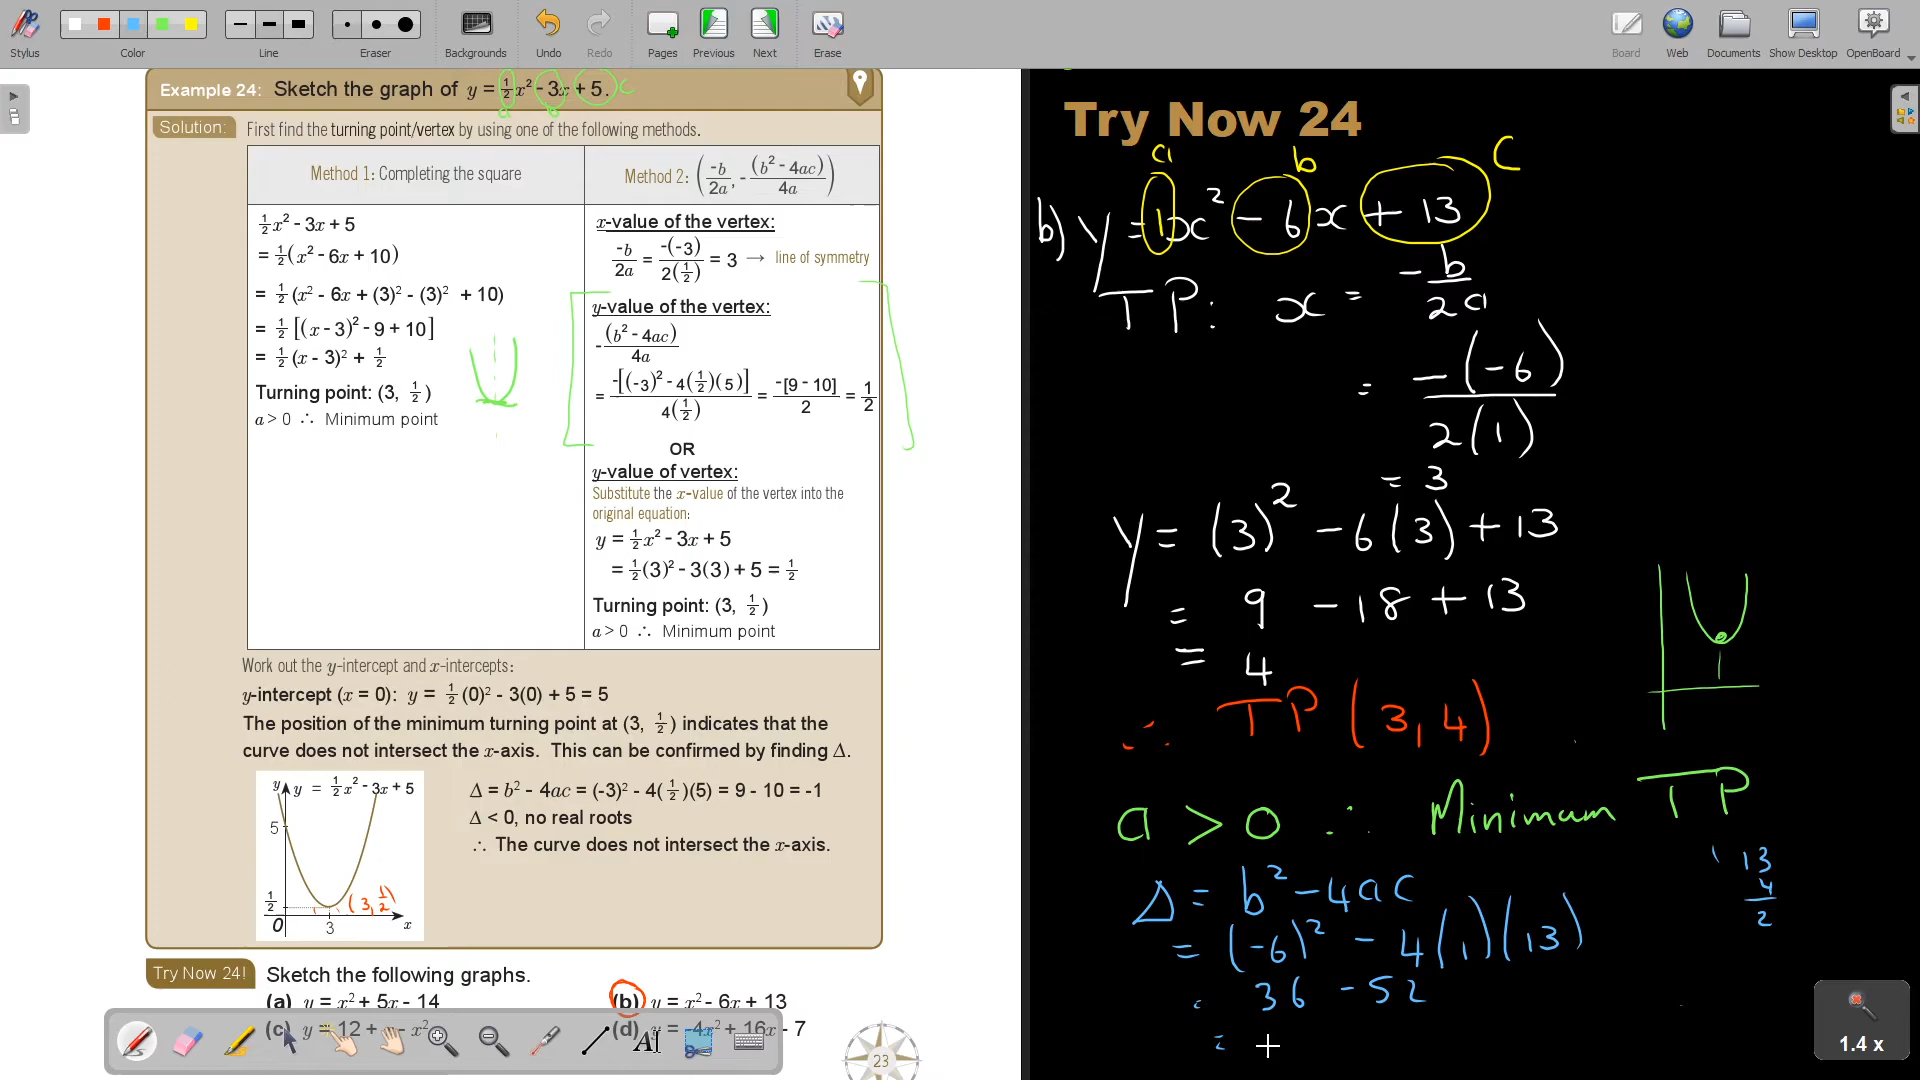 Stylus Color Line Eraser Backgrounds Undo Redo Pages Previous Next Erase Board Web Documents Show Desktop OpenBoard
Example 24: Sketch the graph of y = ½x² - 3x + 5. c
a b
Solution: First find the turning point/vertex by using one of the following methods.
Method 1: Completing the square
½x² - 3x + 5
= ½(x² - 6x + 10)
= ½(x² - 6x + (3)² - (3)² + 10)
= ½[(x - 3)² - 9 + 10]
= ½(x - 3)² + ½
Turning point: (3, ½)
a > 0 ∴ Minimum point
Method 2: (-b/2a, -(b² - 4ac)/4a)
x-value of the vertex:
-b/2a = -(-3)/2(½) = 3 → line of symmetry
y-value of the vertex:
-(b² - 4ac)/4a
= -[(-3)² - 4(½)(5)]/4(½) = -[9 - 10]/2 = 1/2
OR
y-value of vertex:
Substitute the x-value of the vertex into the
original equation:
y = ½x² - 3x + 5
= ½(3)² - 3(3) + 5 = ½
Turning point: (3, ½)
a > 0 ∴ Minimum point
Work out the y-intercept and x-intercepts:
y-intercept (x = 0): y = ½(0)² - 3(0) + 5 = 5
The position of the minimum turning point at (3, ½) indicates that the
curve does not intersect the x-axis. This can be confirmed by finding Δ.
y y = ½x² - 3x + 5
5
½ (3, ½)
0 3 x
Δ = b² - 4ac = (-3)² - 4(½)(5) = 9 - 10 = -1
Δ < 0, no real roots
∴ The curve does not intersect the x-axis.
Try Now 24! Sketch the following graphs.
(a) y = x² + 5x - 14 (b) y = x² - 6x + 13
(c) y = 12 + x - x² (d) y = -4x² + 16x - 7
23
Try Now 24
a b c
b) y = 1x² - 6x + 13
TP: x = -b/2a
= -(-6)/2(1)
= 3
y = (3)² - 6(3) + 13
= 9 - 18 + 13
= 4
∴ TP (3, 4)
a > 0 ∴ Minimum TP
Δ = b² - 4ac
= (-6)² - 4(1)(13)
36 - 52
=
1 13
4
2
1.4 x